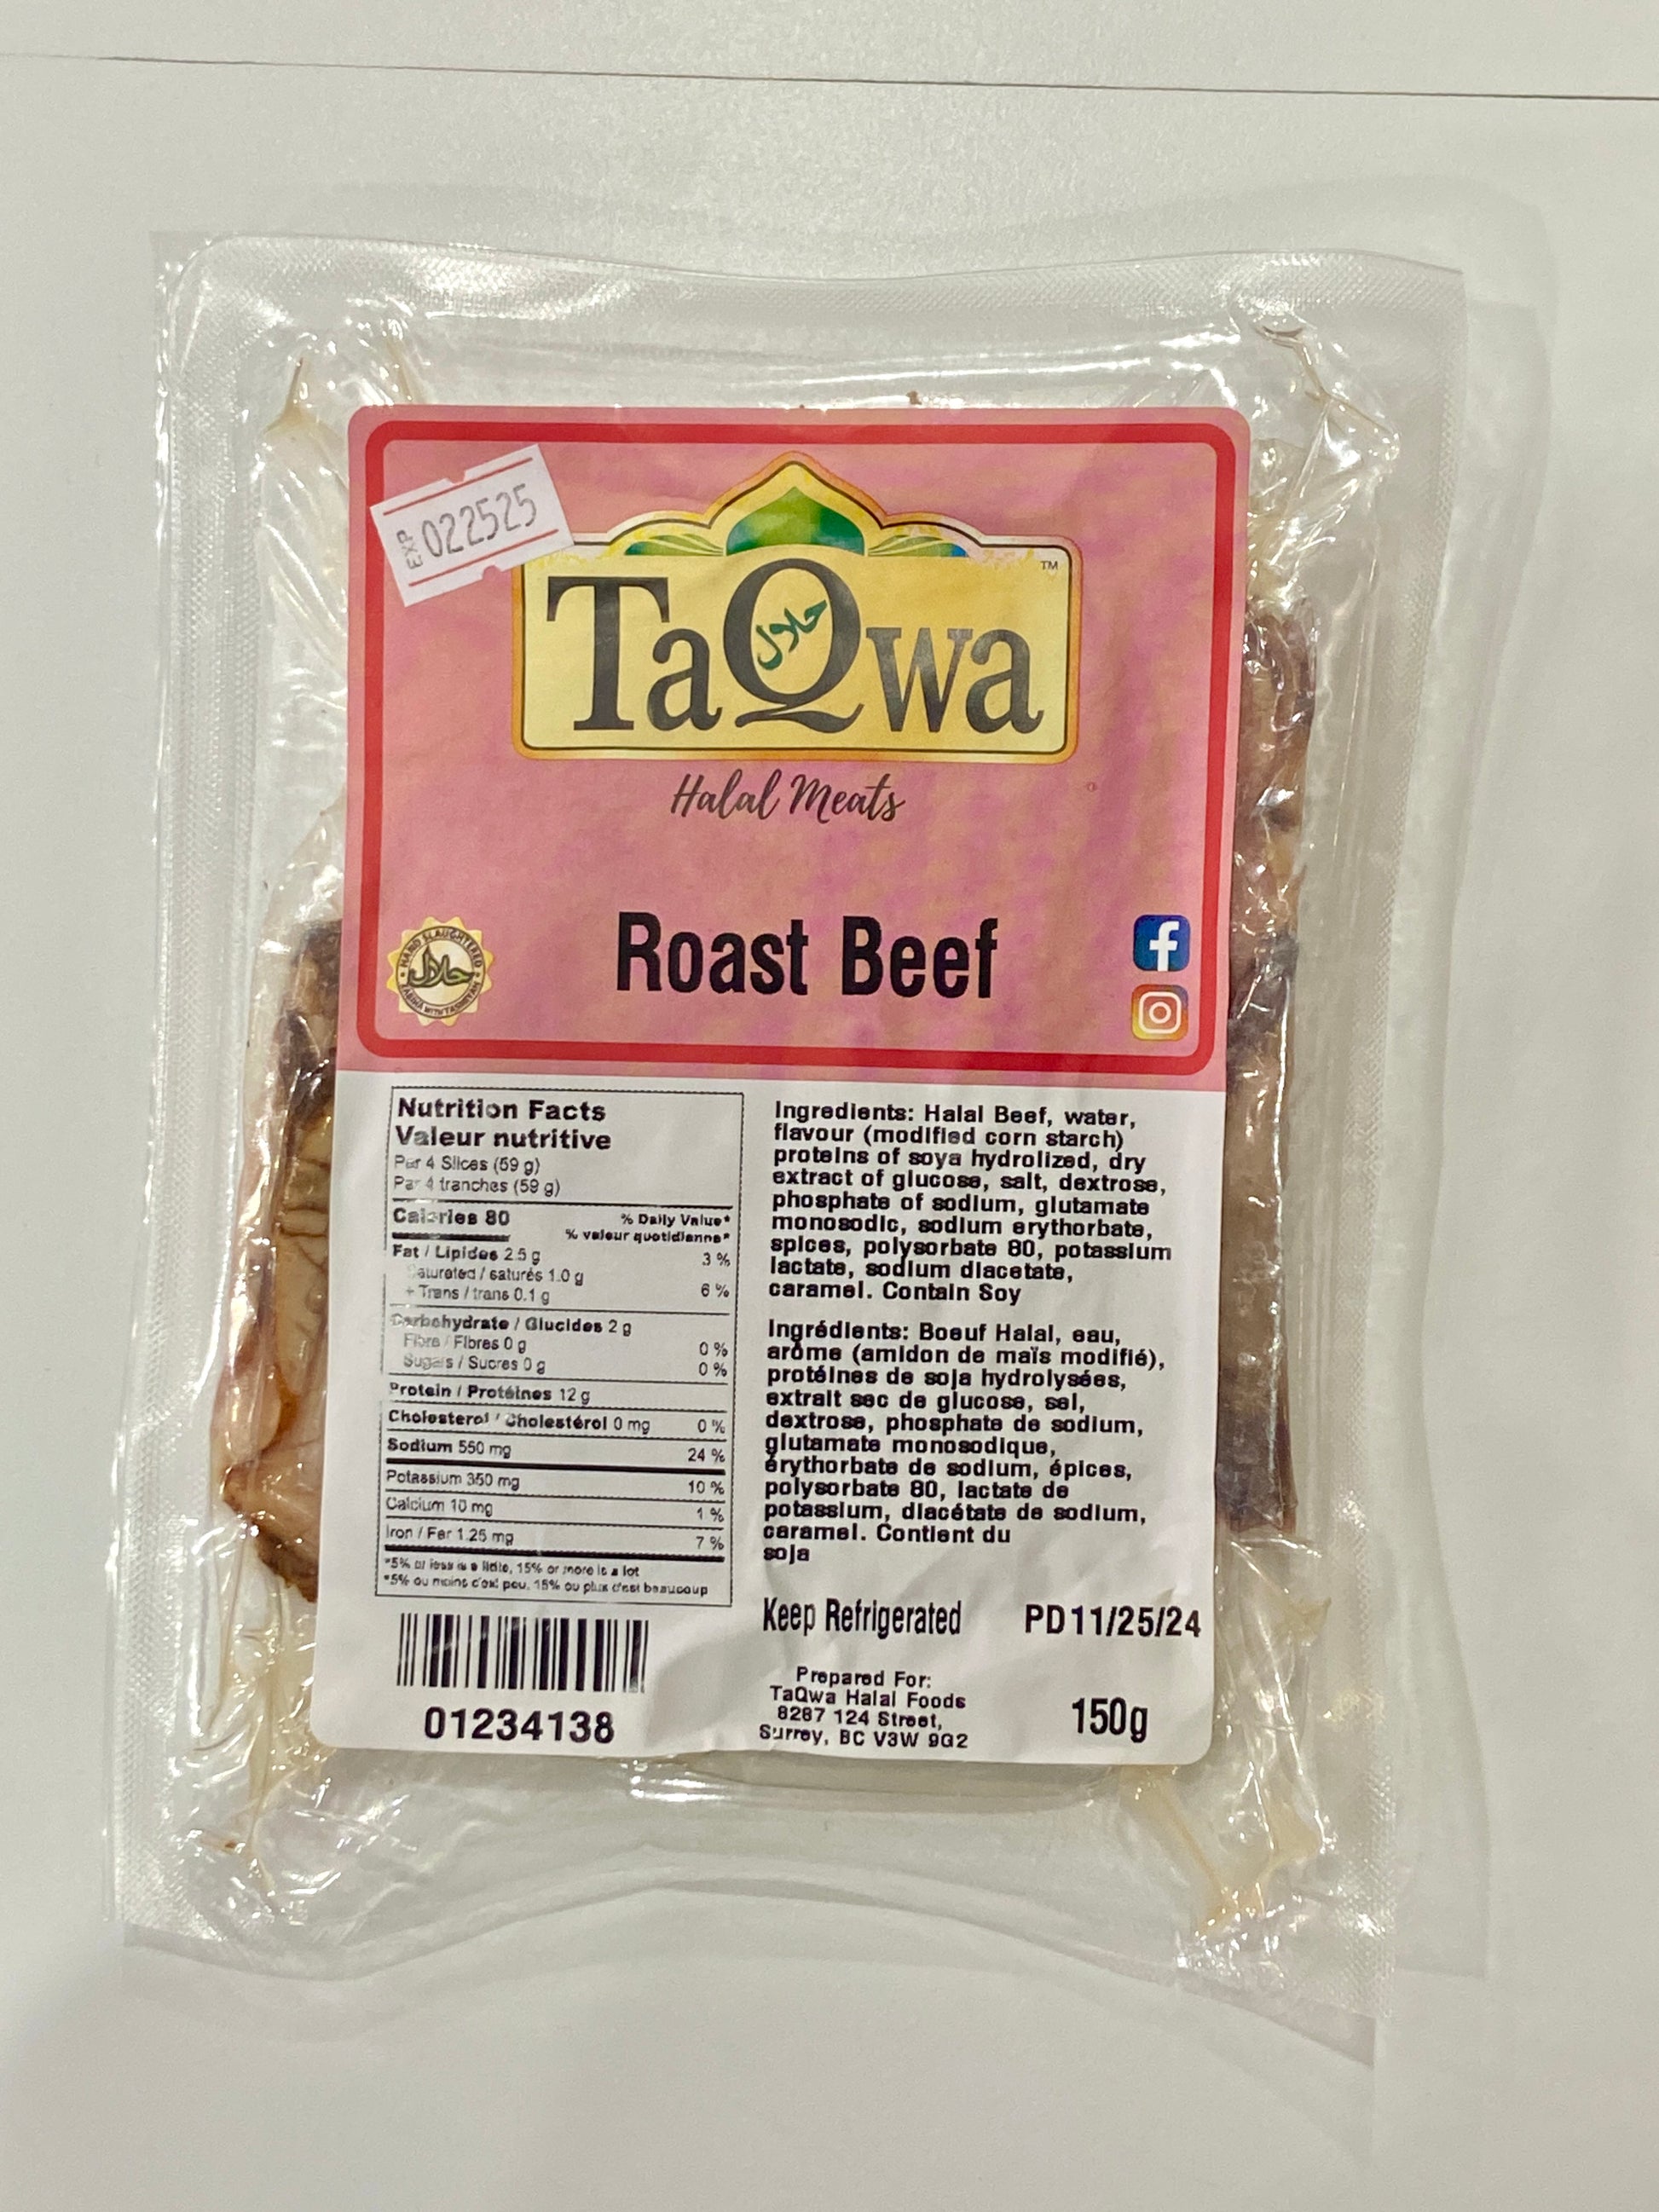 EXP 022525
TM
TaQwa
حلال
Halal Meats
Roast Beef
HAND SLAUGHTERED
حلال
ZABIHA WITH TASMIYAH
Nutrition Facts
Valeur nutritive
Per 4 Slices (59 g)
Par 4 tranches (59 g)
Calories 80
% Daily Value*
% valeur quotidienne*
Fat / Lipides 2.5 g 3 %
Saturated / saturés 1.0 g
+ Trans / trans 0.1 g 6 %
Carbohydrate / Glucides 2 g
Fibre / Fibres 0 g 0 %
Sugars / Sucres 0 g 0 %
Protein / Protéines 12 g
Cholesterol / Cholestérol 0 mg 0 %
Sodium 550 mg 24 %
Potassium 350 mg 10 %
Calcium 10 mg 1 %
Iron / Fer 1.25 mg 7 %
*5% or less is a little, 15% or more is a lot
*5% ou moins c'est peu, 15% ou plus c'est beaucoup
01234138
Ingredients: Halal Beef, water,
flavour (modified corn starch)
proteins of soya hydrolized, dry
extract of glucose, salt, dextrose,
phosphate of sodium, glutamate
monosodic, sodium erythorbate,
spices, polysorbate 80, potassium
lactate, sodium diacetate,
caramel. Contain Soy
Ingrédients: Boeuf Halal, eau,
arôme (amidon de maïs modifié),
protéines de soja hydrolysées,
extrait sec de glucose, sel,
dextrose, phosphate de sodium,
glutamate monosodique,
érythorbate de sodium, épices,
polysorbate 80, lactate de
potassium, diacétate de sodium,
caramel. Contient du
soja
Keep Refrigerated PD 11/25/24
Prepared For:
TaQwa Halal Foods
8287 124 Street,
Surrey, BC V3W 9G2
150g